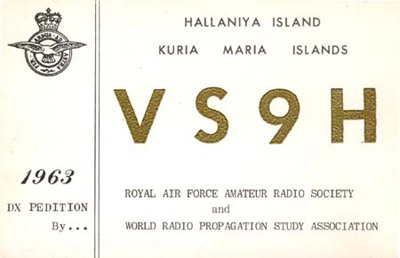 HALLANIYA ISLAND
KURIA MARIA ISLANDS
VS9H
1963
DX PEDITION
By...
ROYAL AIR FORCE AMATEUR RADIO SOCIETY
and
WORLD RADIO PROPAGATION STUDY ASSOCIATION